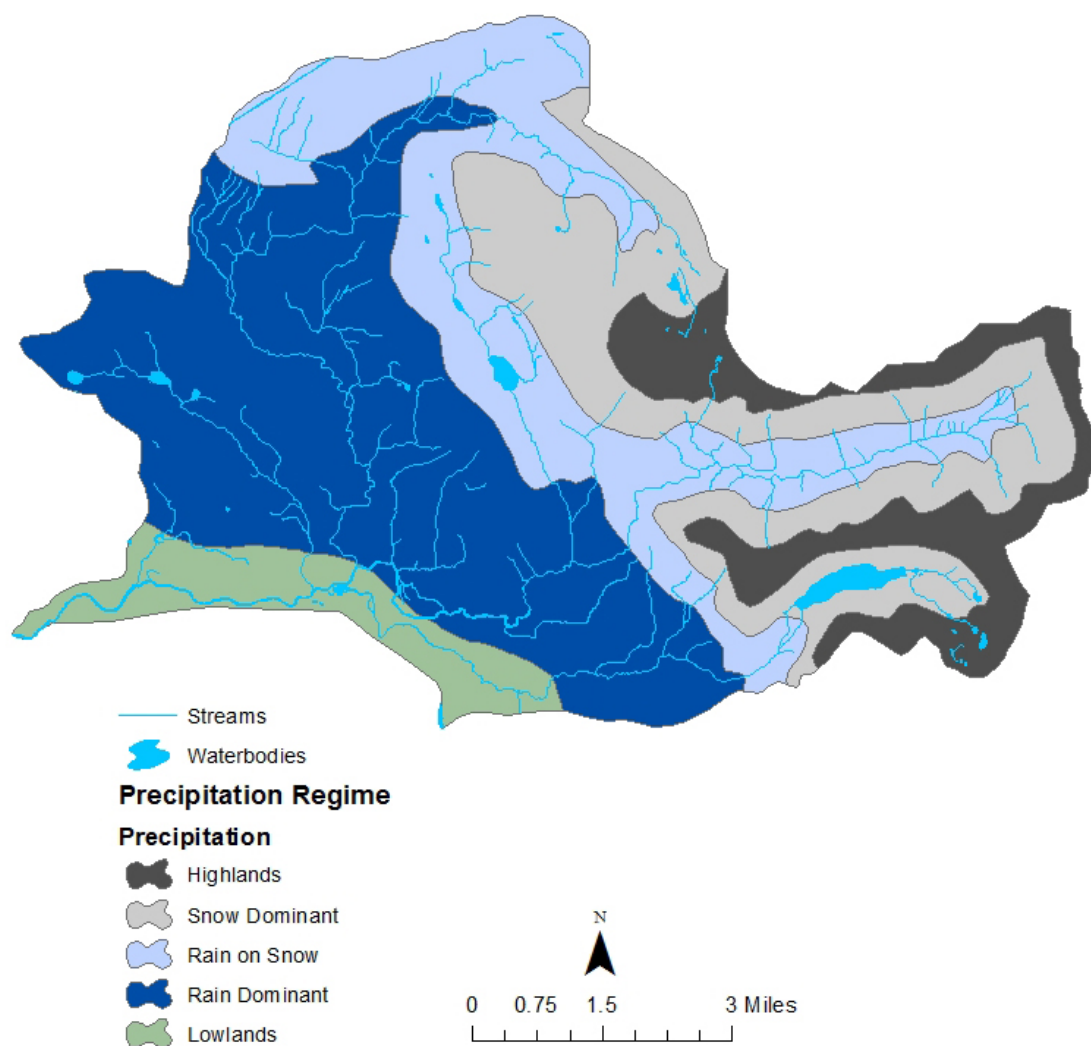 Streams
Waterbodies
Precipitation Regime
Precipitation
Highlands
Snow Dominant
Rain on Snow
Rain Dominant
Lowlands
N
0 0.75 1.5 3 Miles